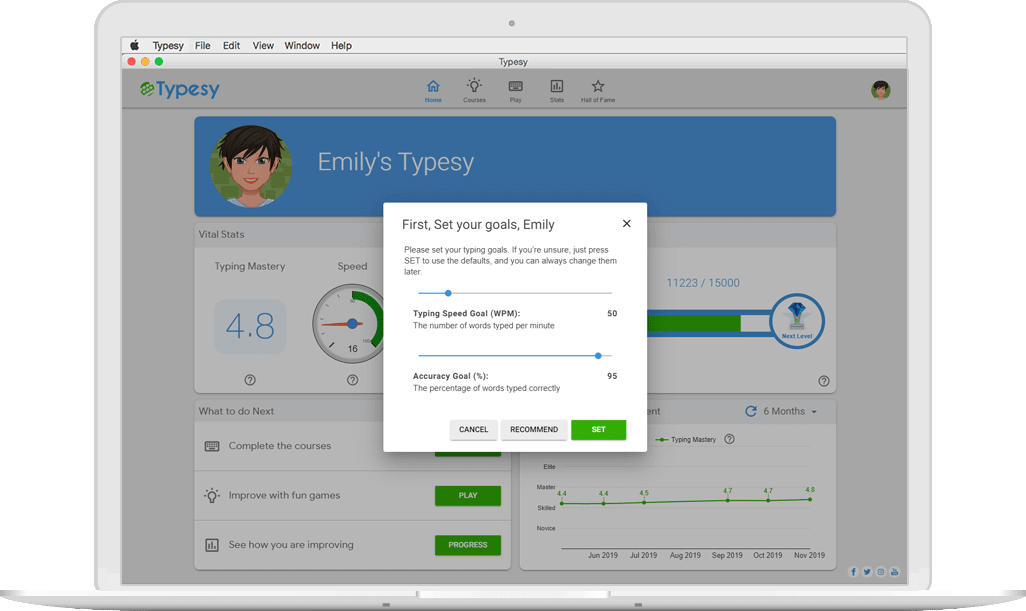 Typesy File Edit View Window Help
Typesy
Typesy
Home Courses Play Stats Hall of Fame
Emily's Typesy
First, Set your goals, Emily
Please set your typing goals. If you're unsure, just press
SET to use the defaults, and you can always change them
later.
Typing Speed Goal (WPM): 50
The number of words typed per minute
Accuracy Goal (%): 95
The percentage of words typed correctly
CANCEL RECOMMEND SET
Vital Stats
Typing Mastery Speed
4.8
16
11223 / 15000
Next Level
What to do Next
Complete the courses
Improve with fun games PLAY
See how you are improving PROGRESS
6 Months
Typing Mastery
Elite
Master
Skilled
Novice
4.4 4.4 4.5 4.7 4.7 4.8
Jun 2019 Jul 2019 Aug 2019 Sep 2019 Oct 2019 Nov 2019